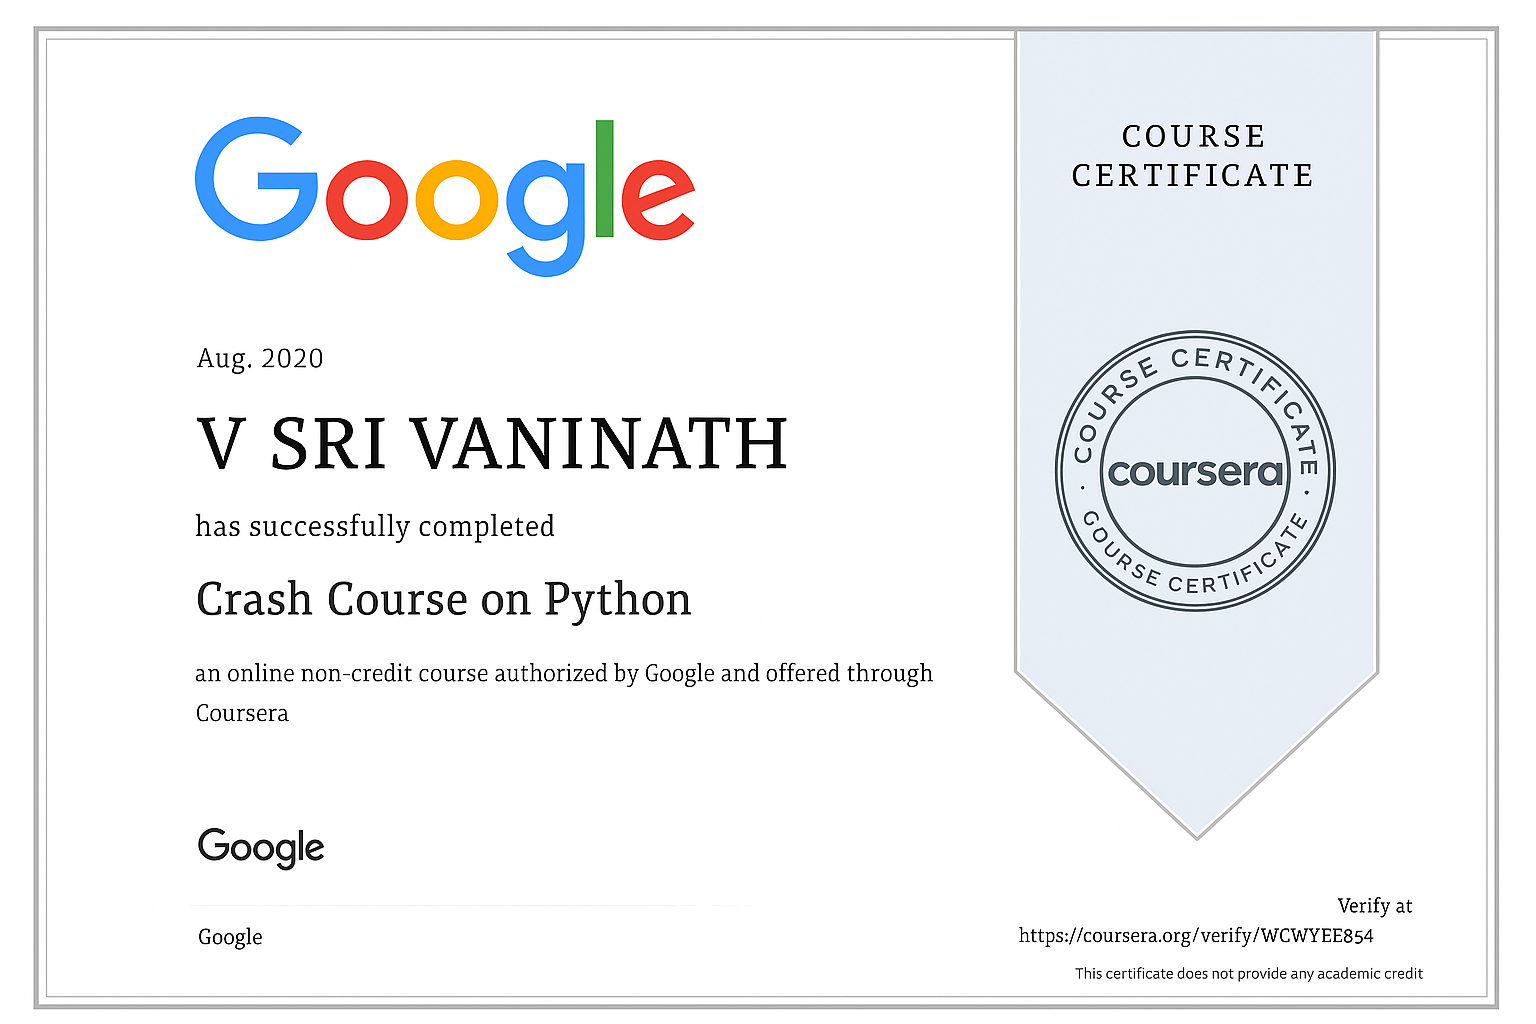 Google
Aug. 2020
V SRI VANINATH
has successfully completed
Crash Course on Python
an online non-credit course authorized by Google and offered through
Coursera
Google
Google
COURSE
CERTIFICATE
COURSE CERTIFICATE
coursera
· GOURSE CERTIFICATE ·
Verify at
https://coursera.org/verify/WCWYEE854
This certificate does not provide any academic credit